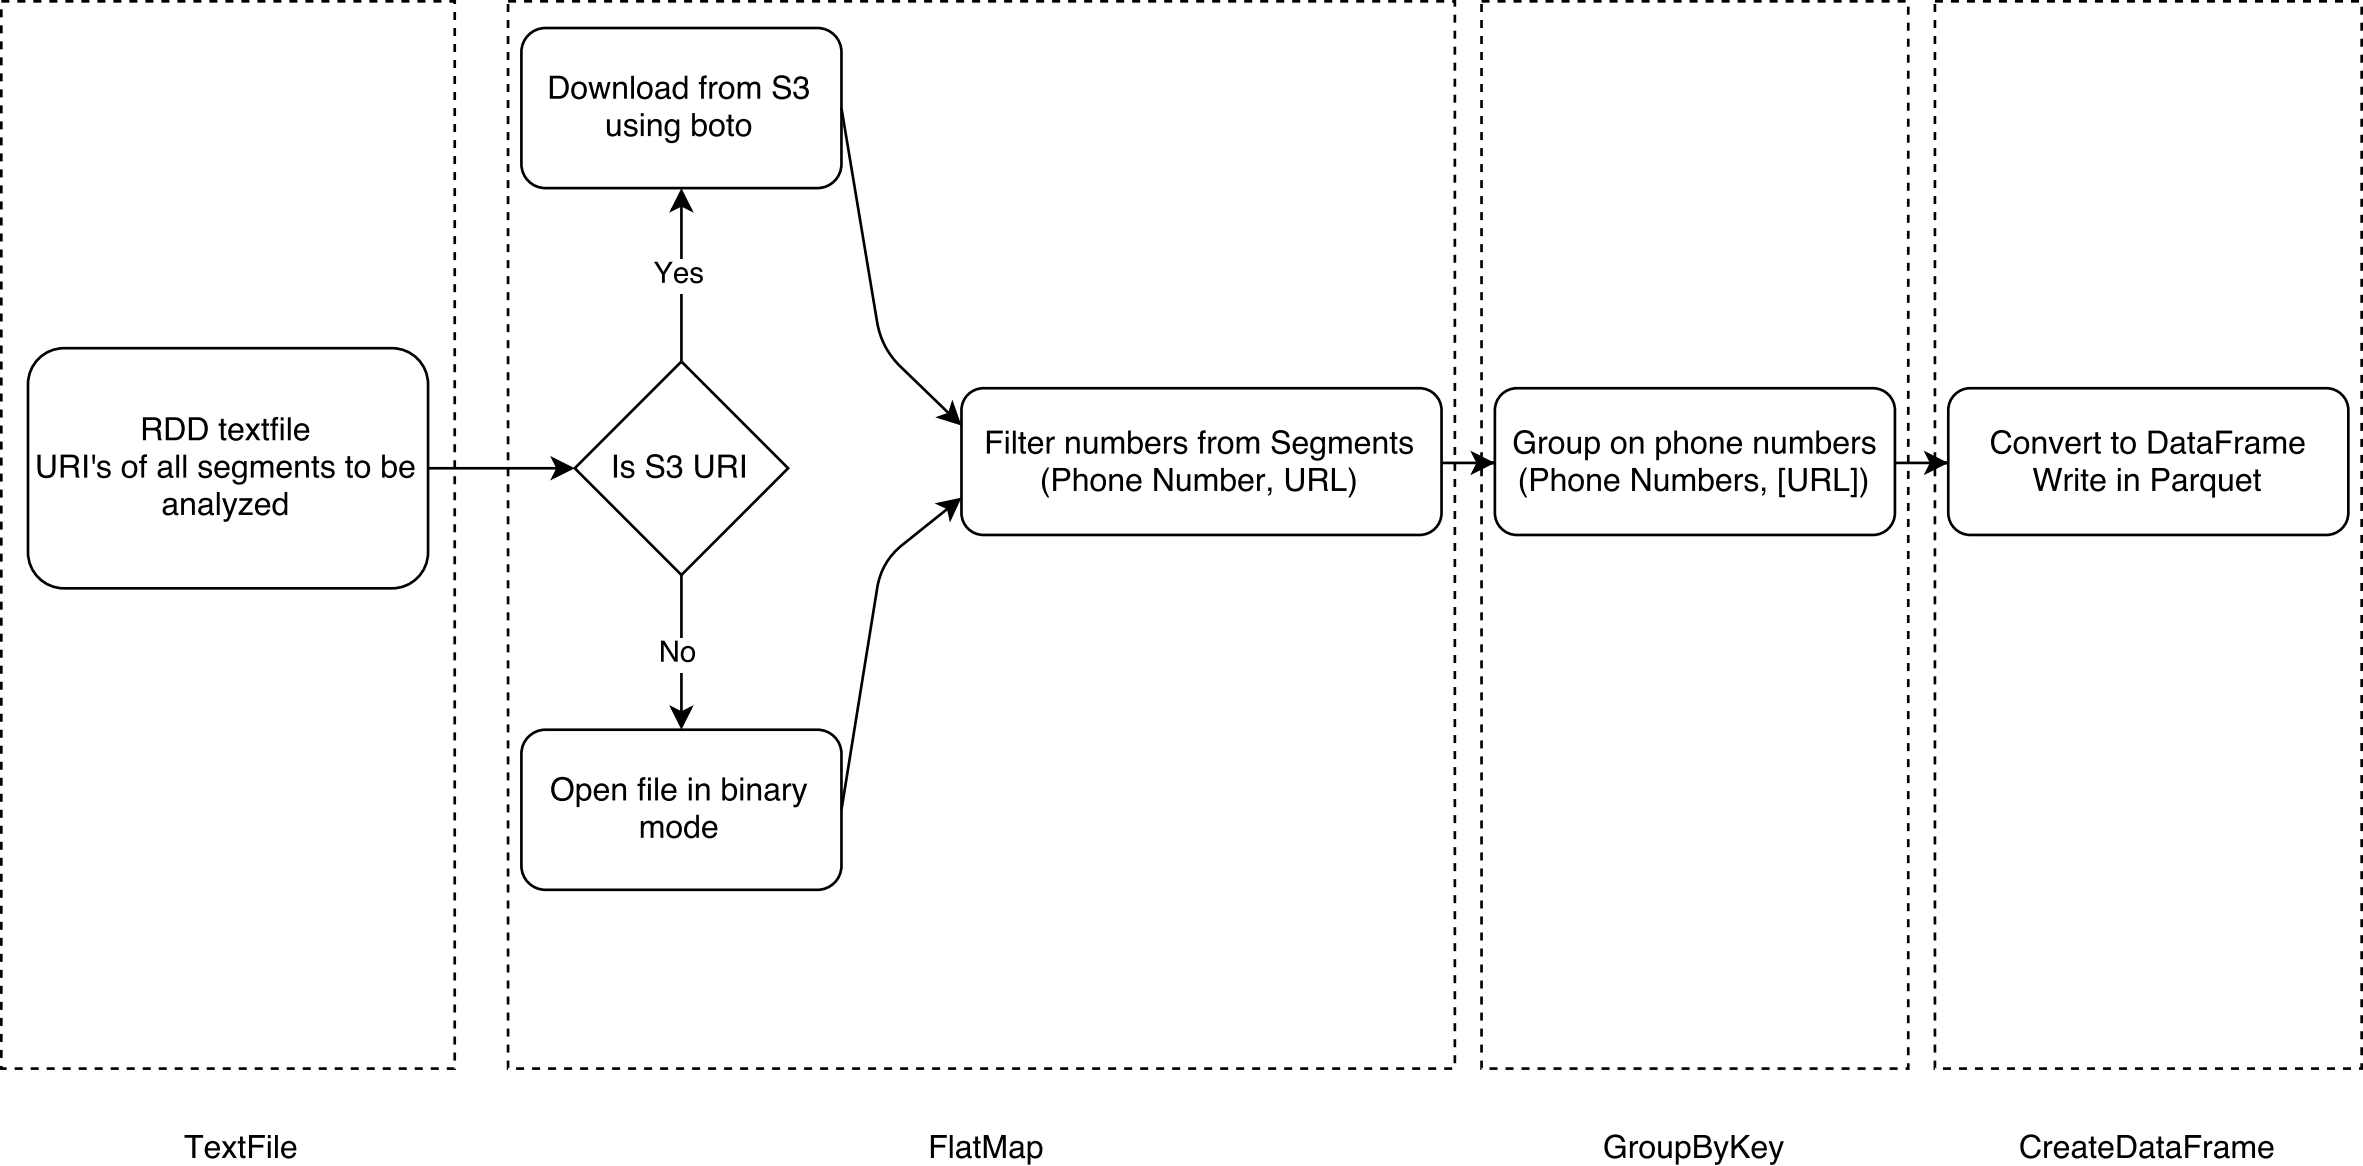 Download from S3
using boto
Yes
RDD textfile
URI's of all segments to be
analyzed
Is S3 URI
Filter numbers from Segments
(Phone Number, URL)
Group on phone numbers
(Phone Numbers, [URL])
Convert to DataFrame
Write in Parquet
No
Open file in binary
mode
TextFile
FlatMap
GroupByKey
CreateDataFrame